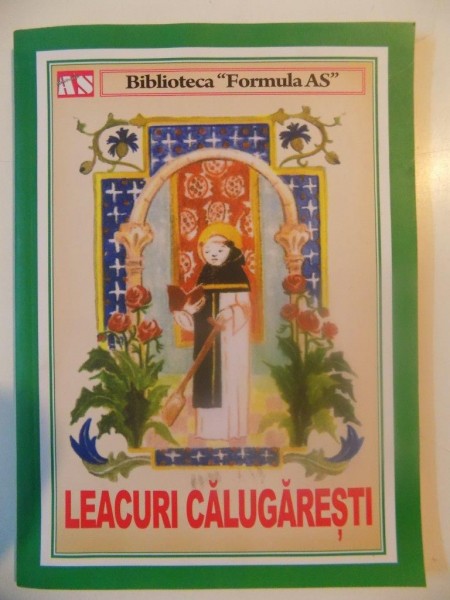 AS
Biblioteca “Formula AS”
LEACURI CĂLUGĂREȘTI